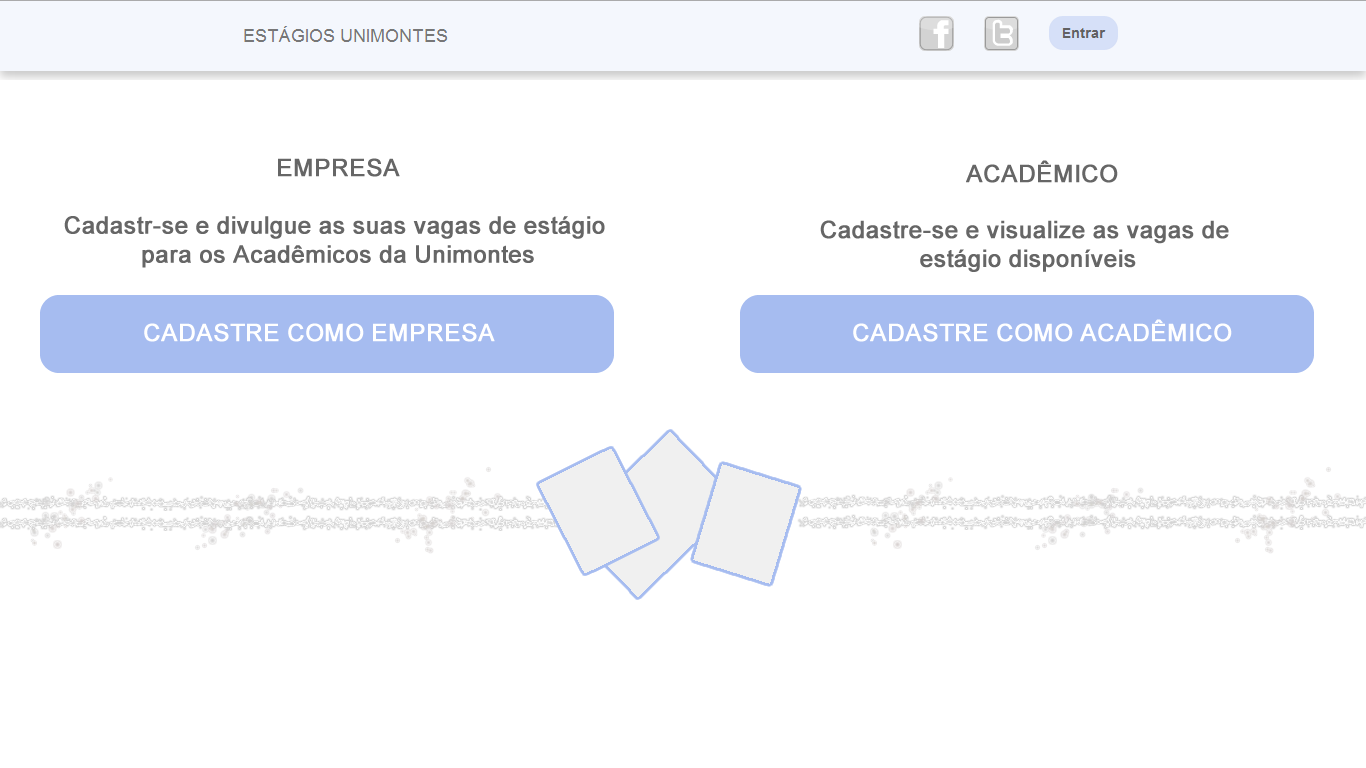 ESTÁGIOS UNIMONTES
f
t
Entrar
EMPRESA
Cadastr-se e divulgue as suas vagas de estágio
para os Acadêmicos da Unimontes
CADASTRE COMO EMPRESA
ACADÊMICO
Cadastre-se e visualize as vagas de
estágio disponíveis
CADASTRE COMO ACADÊMICO